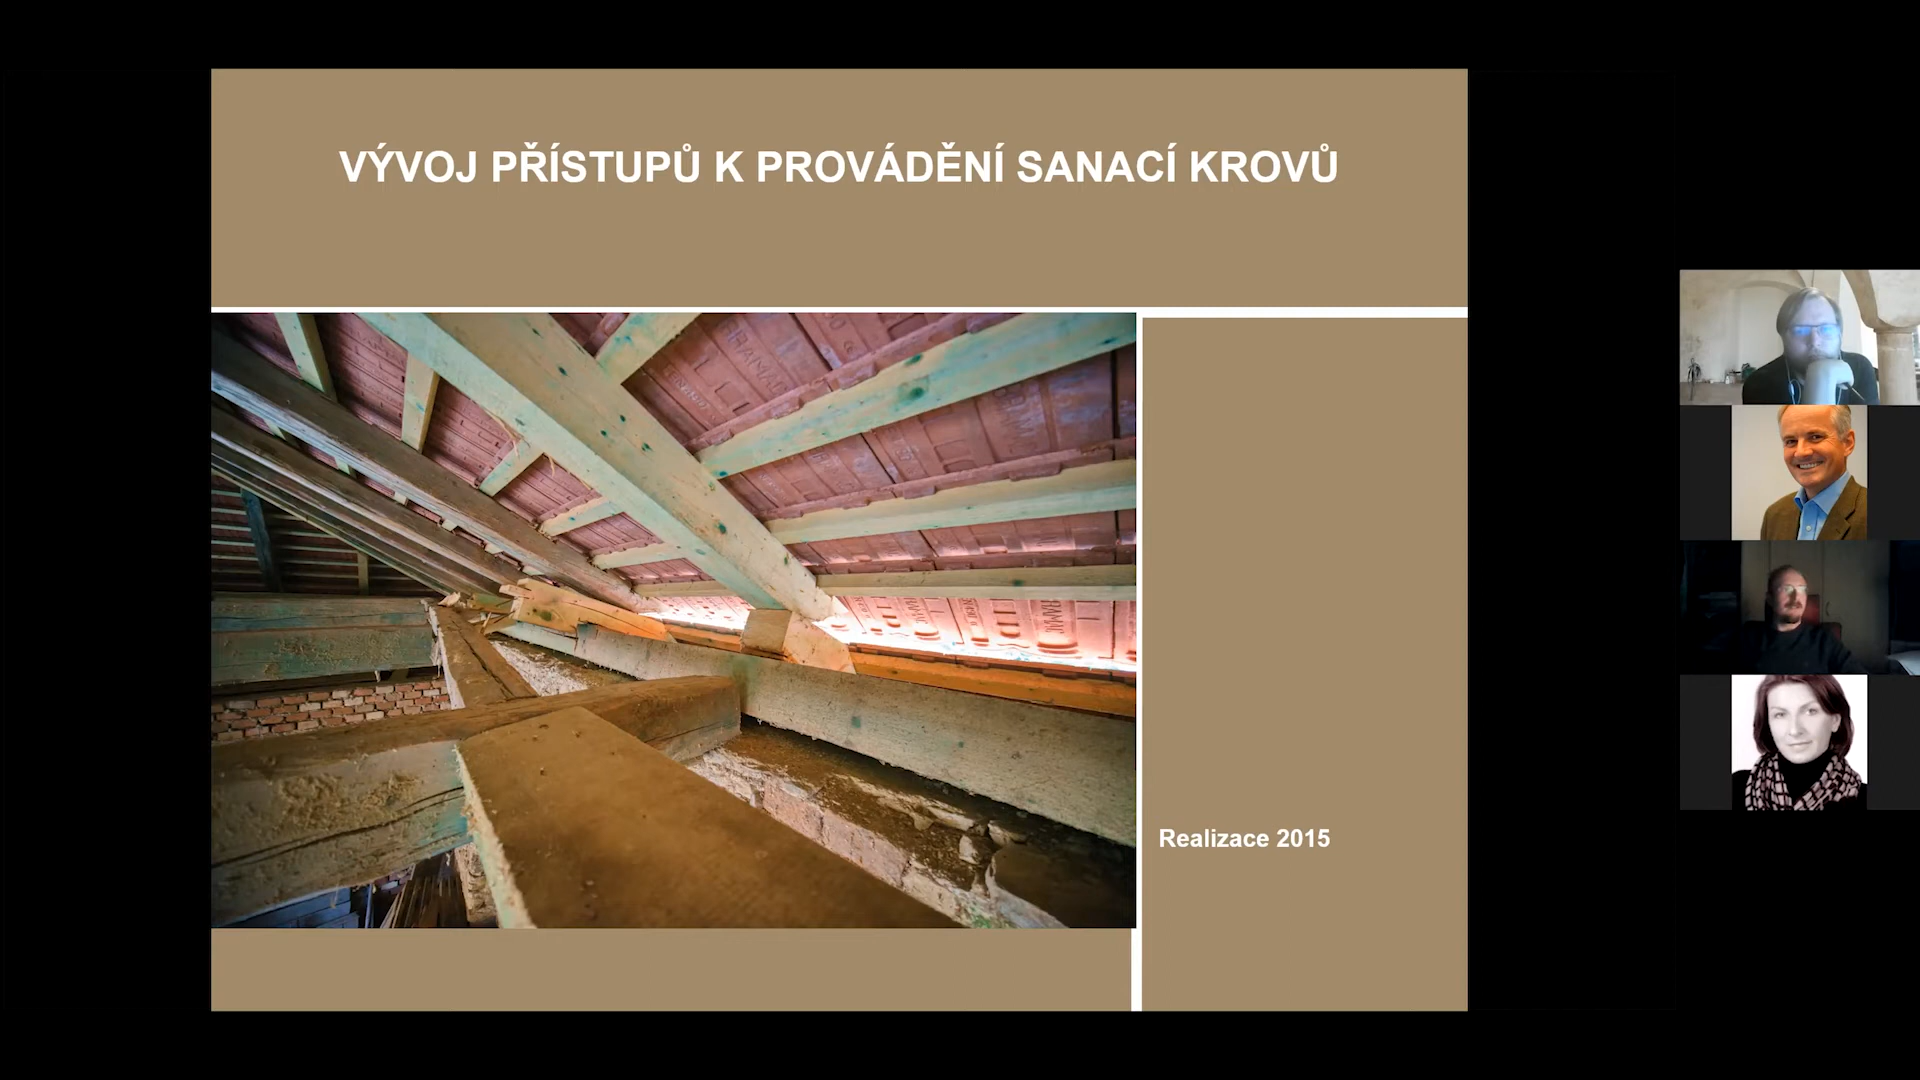 VÝVOJ PŘÍSTUPŮ K PROVÁDĚNÍ SANACÍ KROVŮ
Realizace 2015